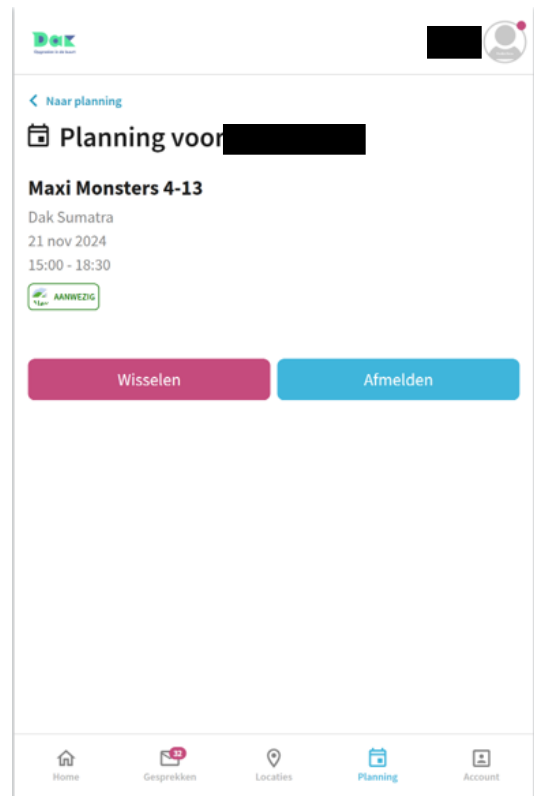 Dak
Naar planning
Planning voor
Maxi Monsters 4-13
Dak Sumatra
21 nov 2024
15:00 - 18:30
AANWEZIG
Wisselen
Afmelden
32
Home
Gesprekken
Locaties
Planning
Account